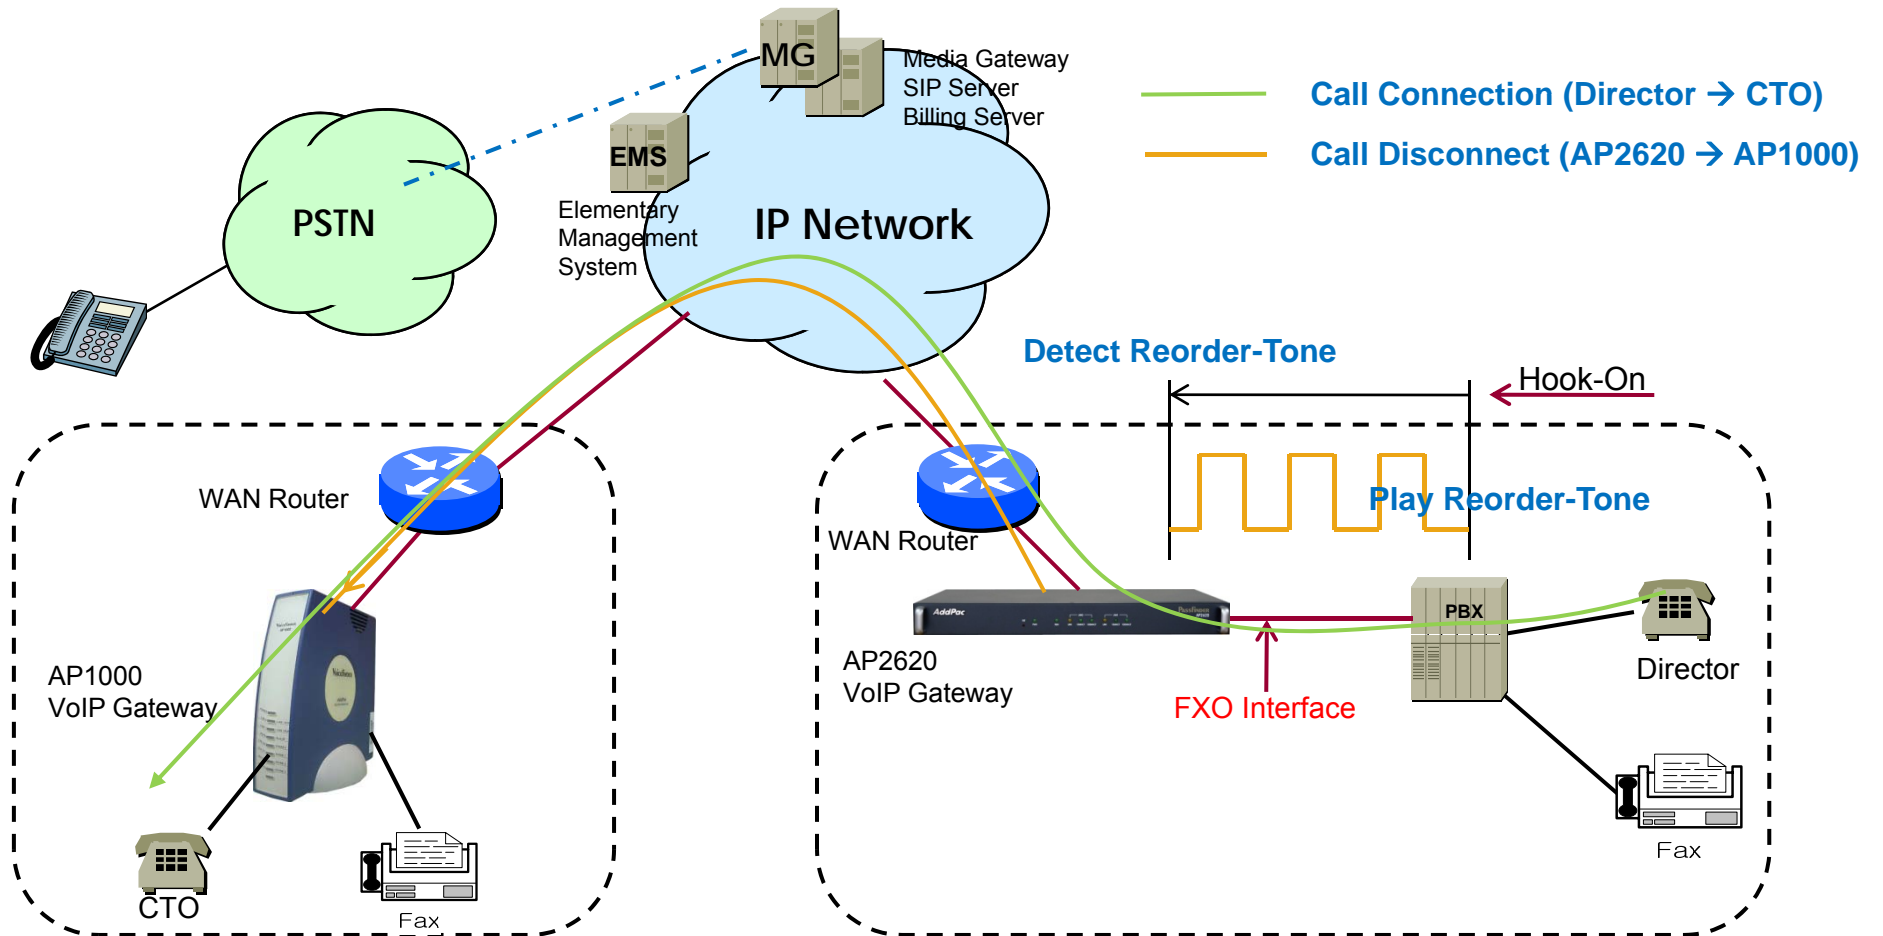 MG
Media Gateway
SIP Server
Billing Server
Call Connection (Director → CTO)
Call Disconnect (AP2620 → AP1000)
EMS
Elementary
Management
System
PSTN
IP Network
Detect Reorder-Tone
Hook-On
WAN Router
Play Reorder-Tone
WAN Router
AddPac
PBX
AP2620
VoIP Gateway
FXO Interface
Director
AP1000
VoIP Gateway
Fax
CTO
Fax